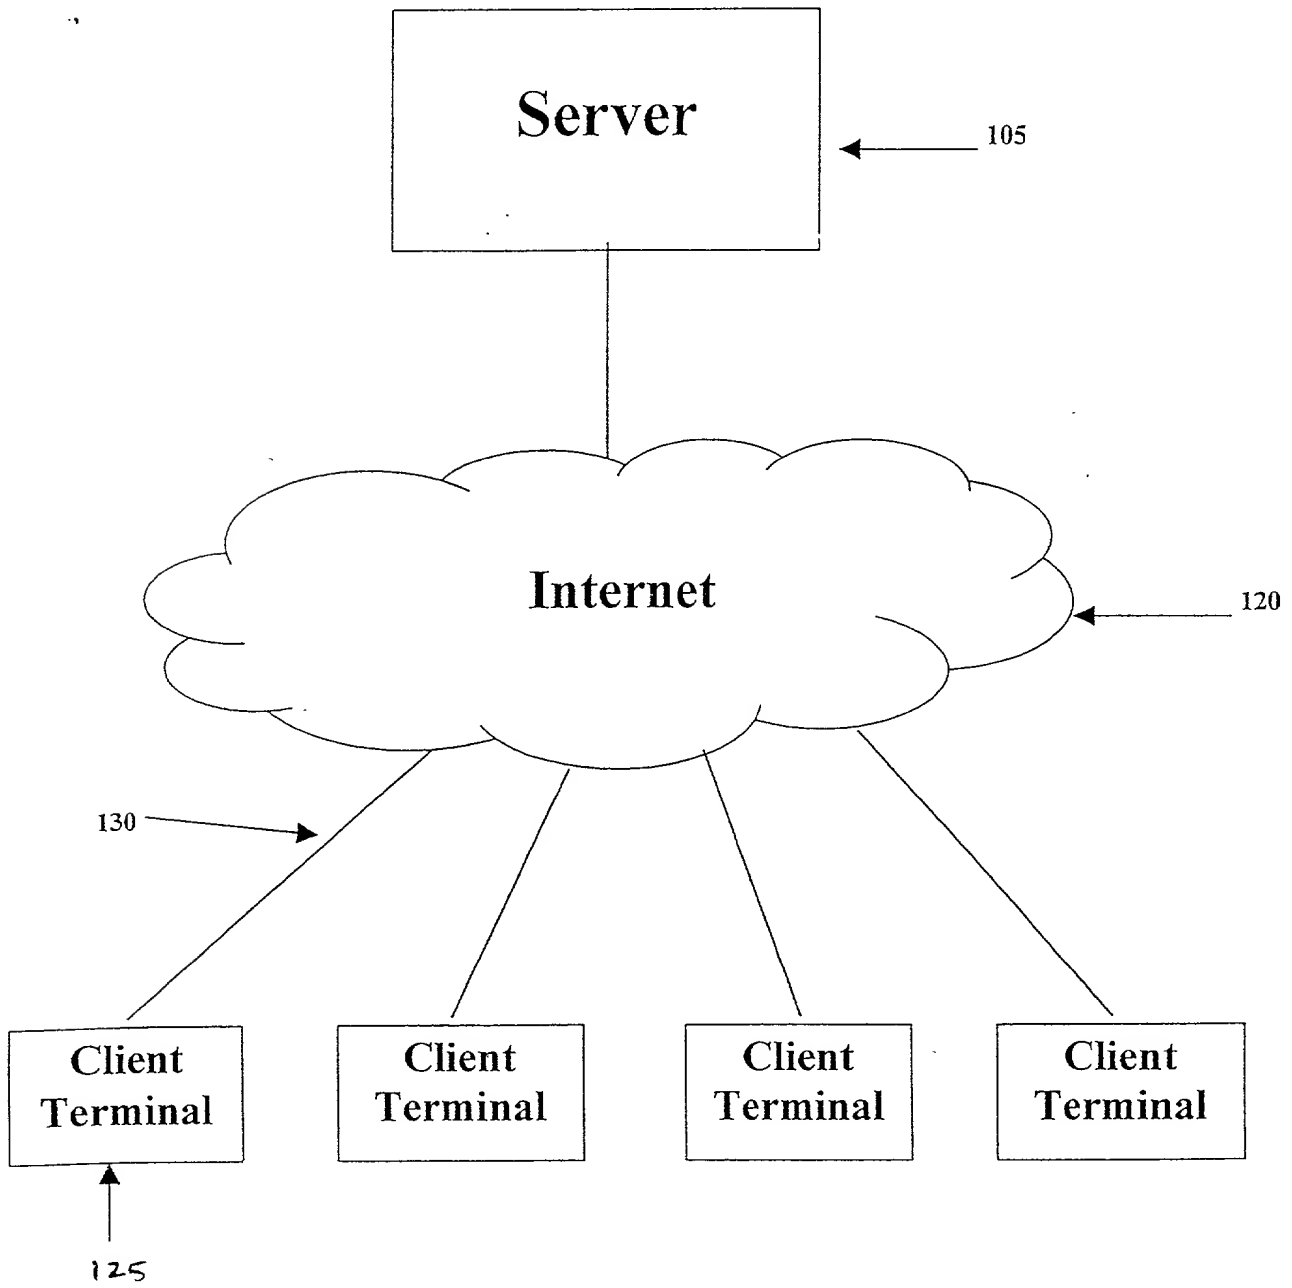 Server
105
Internet
120
130
Client
Terminal
Client
Terminal
Client
Terminal
Client
Terminal
125